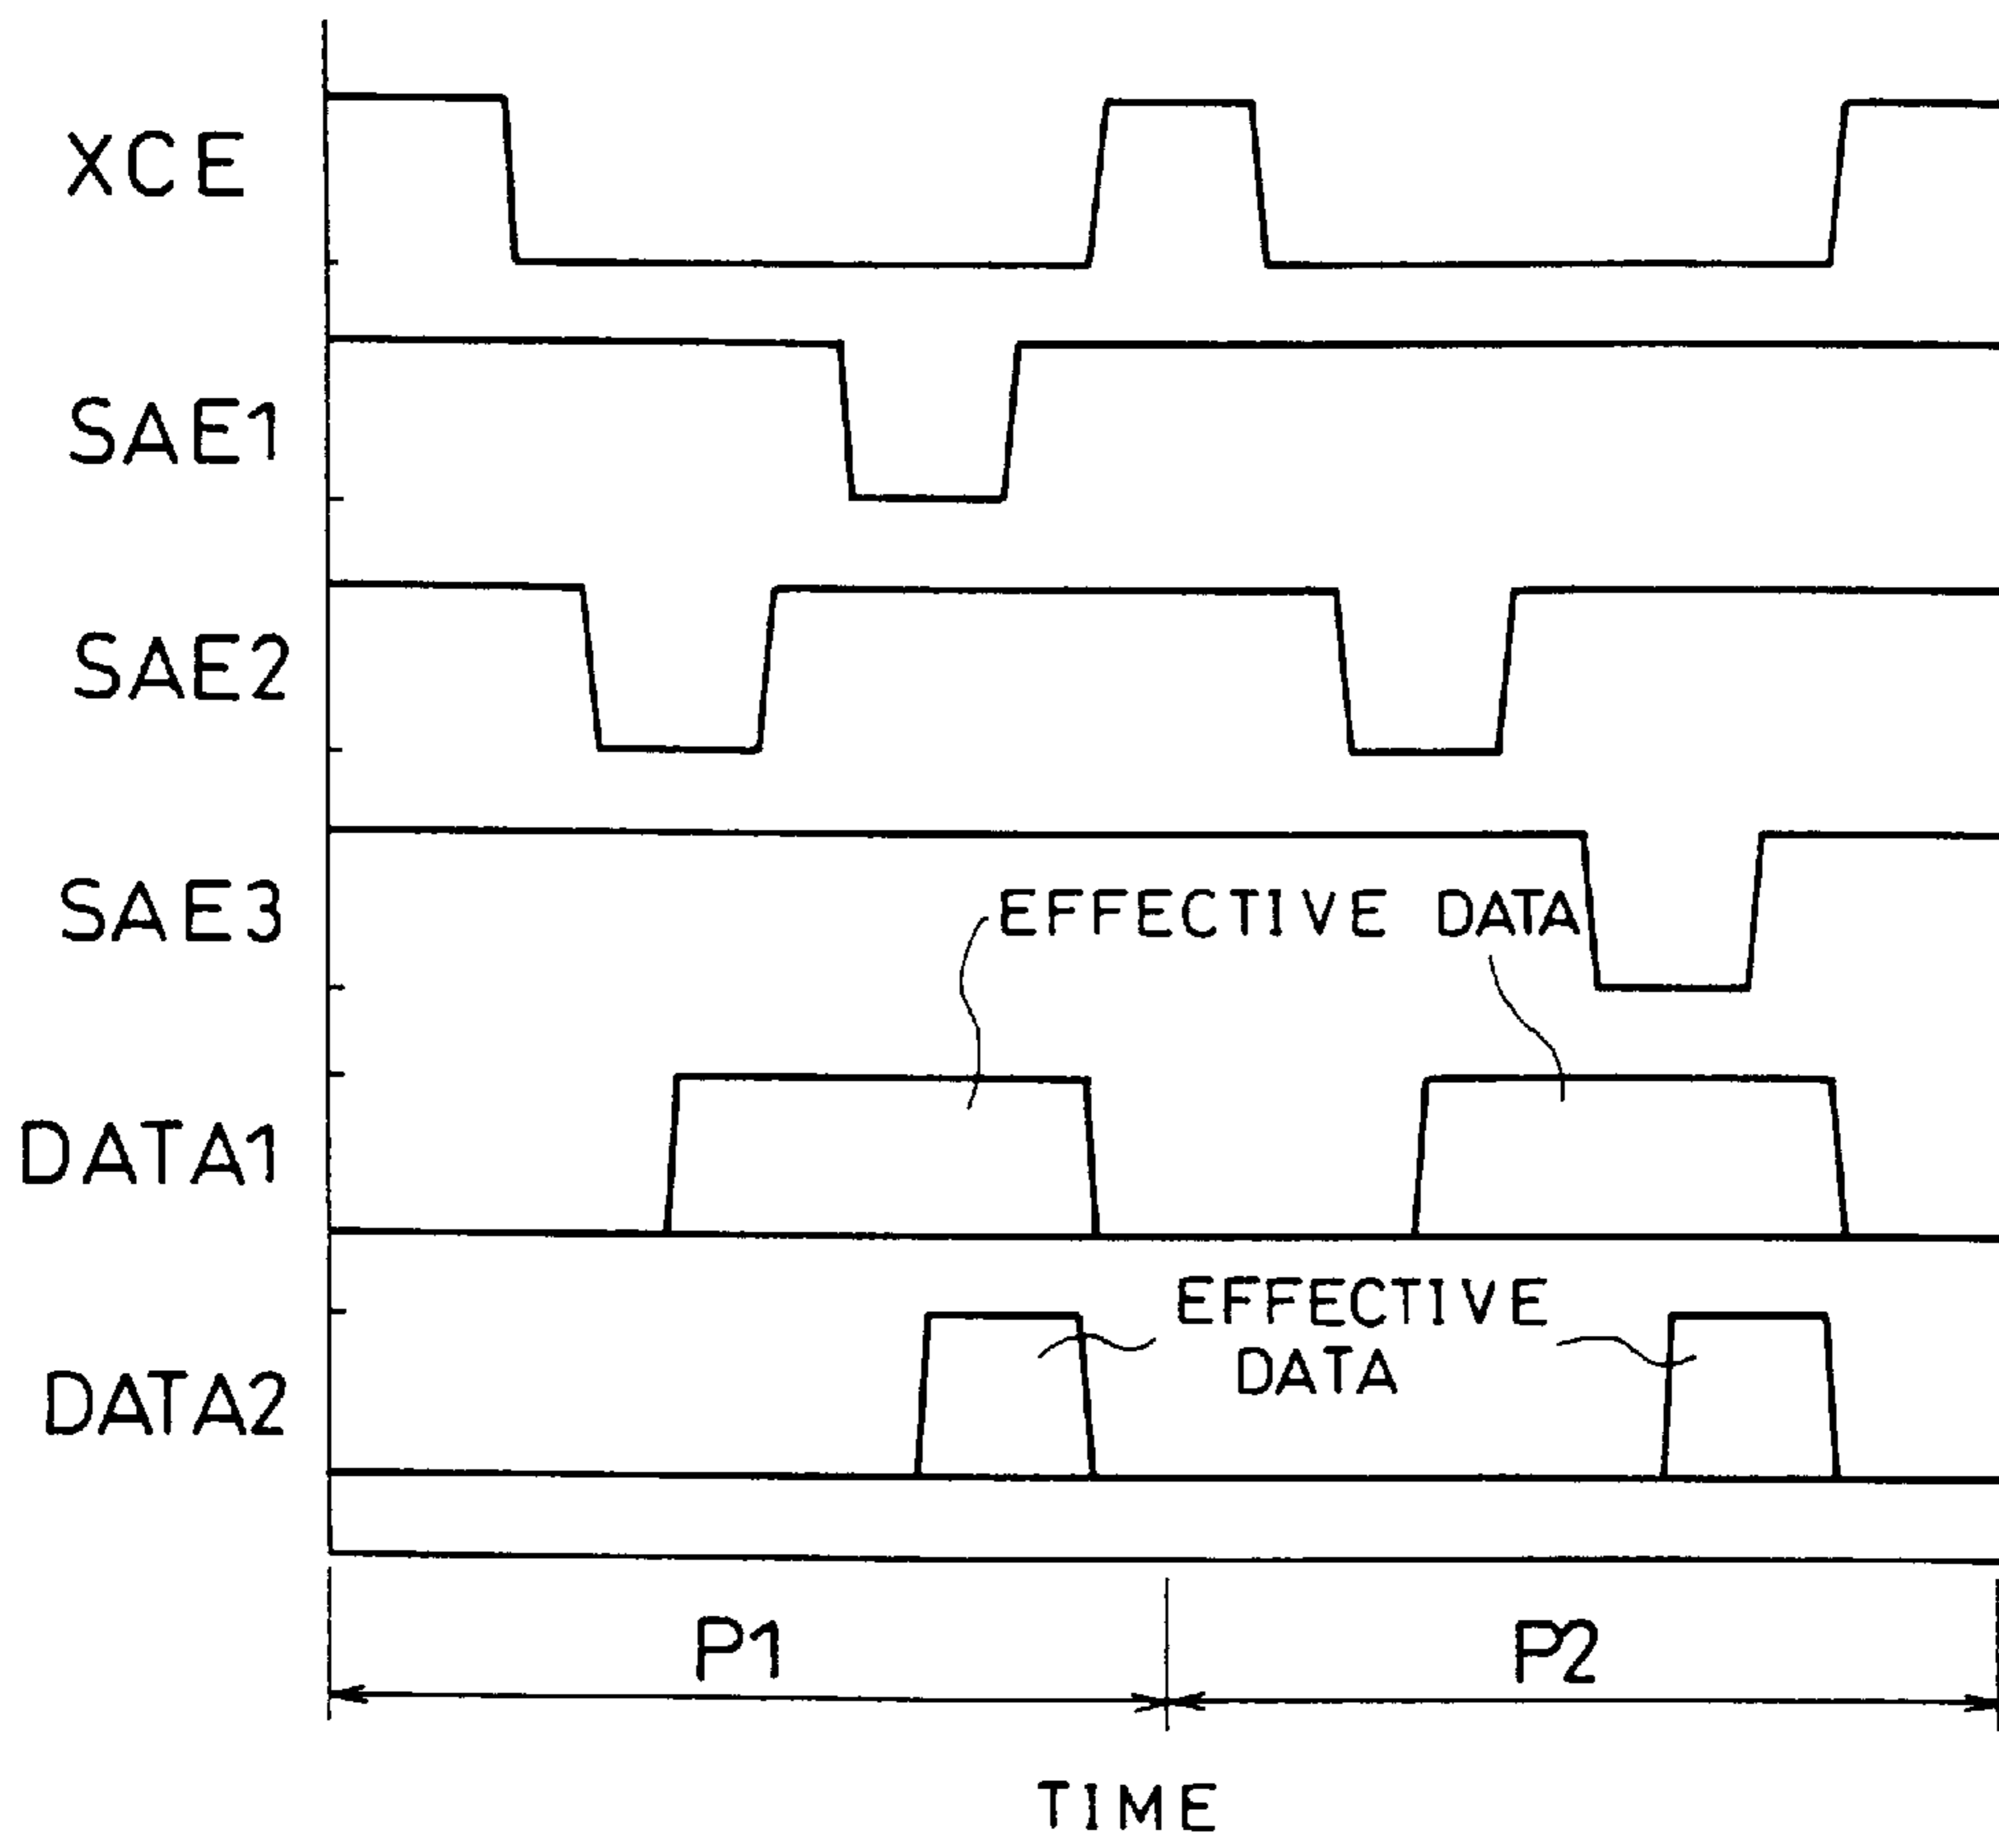 XCE
SAE1
SAE2
SAE3
EFFECTIVE DATA
DATA1
EFFECTIVE
DATA
DATA2
P1
P2
TIME